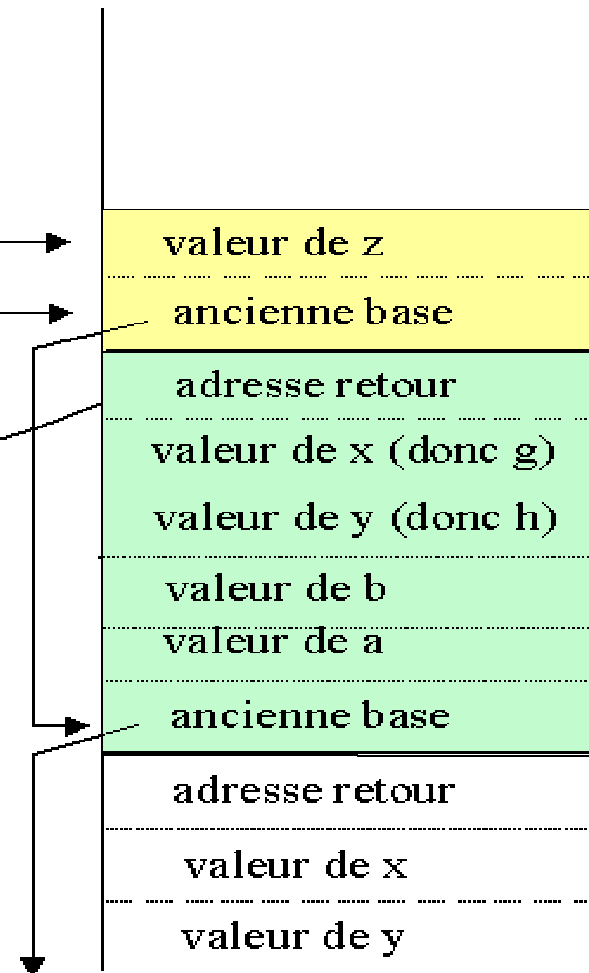 valeur de z
ancienne base
adresse retour
valeur de x (donc g)
valeur de y (donc h)
valeur de b
valeur de a
ancienne base
adresse retour
valeur de x
valeur de y